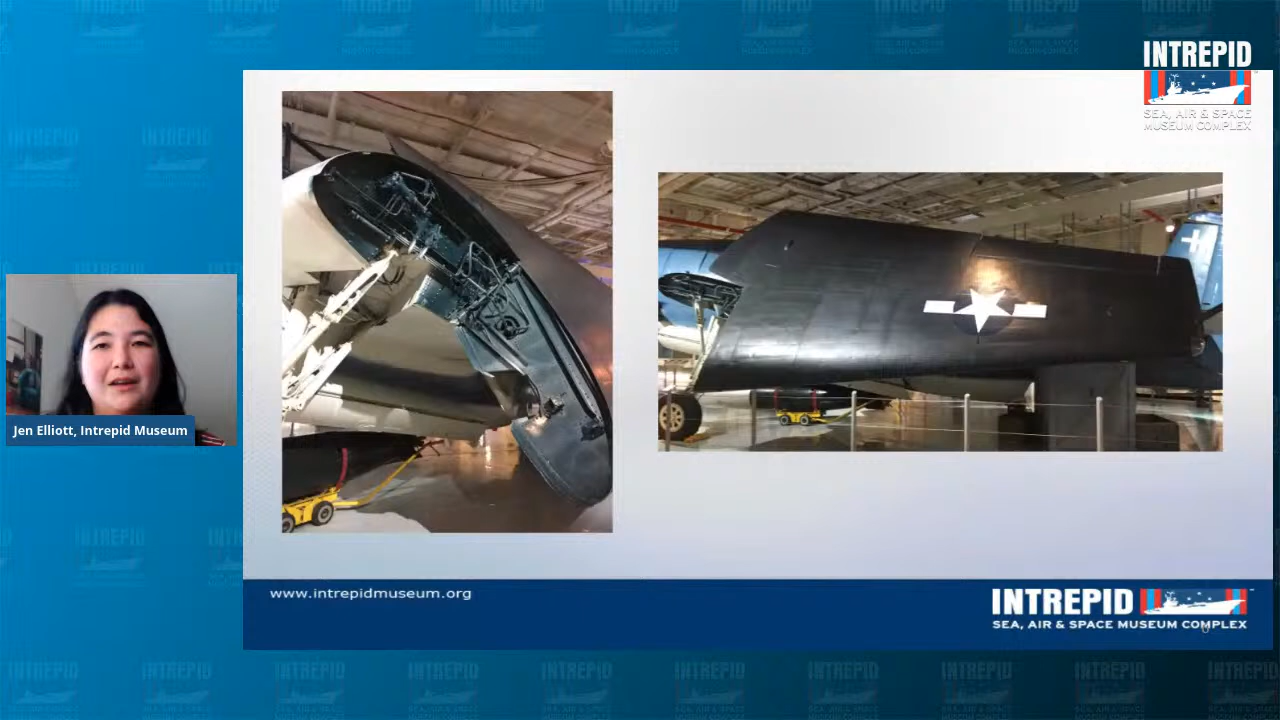 INTREPID
SEA, AIR & SPACE
MUSEUM COMPLEX
Jen Elliott, Intrepid Museum
www.intrepidmuseum.org
INTREPID
SEA, AIR & SPACE MUSEUM COMPLEX